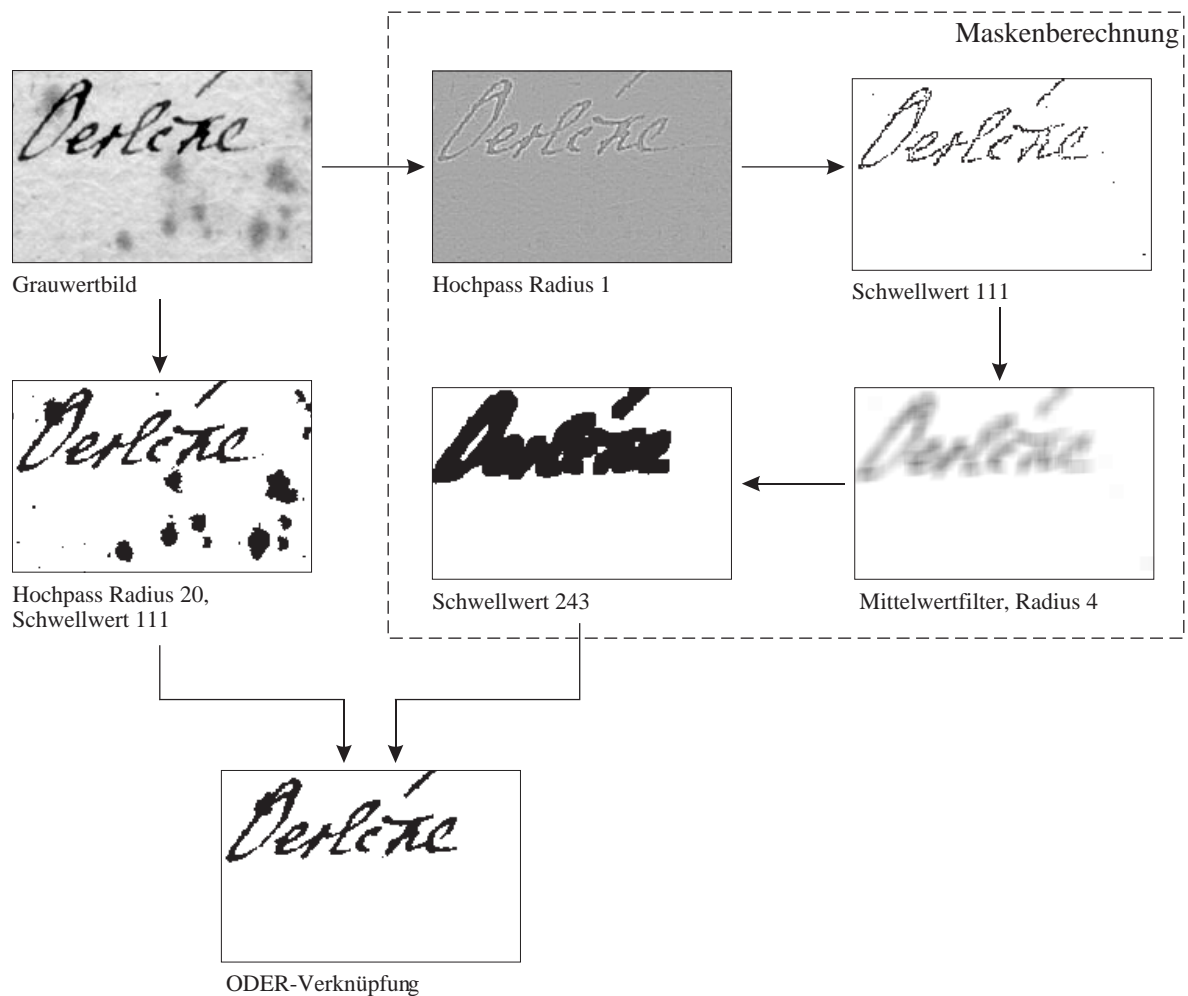 Maskenberechnung
Grauwertbild
Hochpass Radius 1
Schwellwert 111
Hochpass Radius 20,
Schwellwert 111
Schwellwert 243
Mittelwertfilter, Radius 4
ODER-Verknüpfung